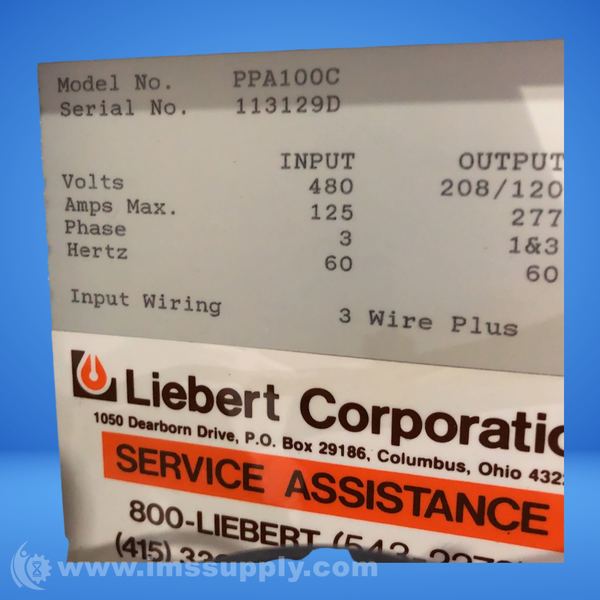 Model No. PPA100C
Serial No. 113129D
INPUT OUTPUT
Volts 480 208/120
Amps Max. 125 277
Phase 3 1&3
Hertz 60 60
Input Wiring 3 Wire Plus
Liebert Corporatio
1050 Dearborn Drive, P.O. Box 29186, Columbus, Ohio 432
SERVICE ASSISTANCE
800-LIEBERT
(415)
www.imssupply.com